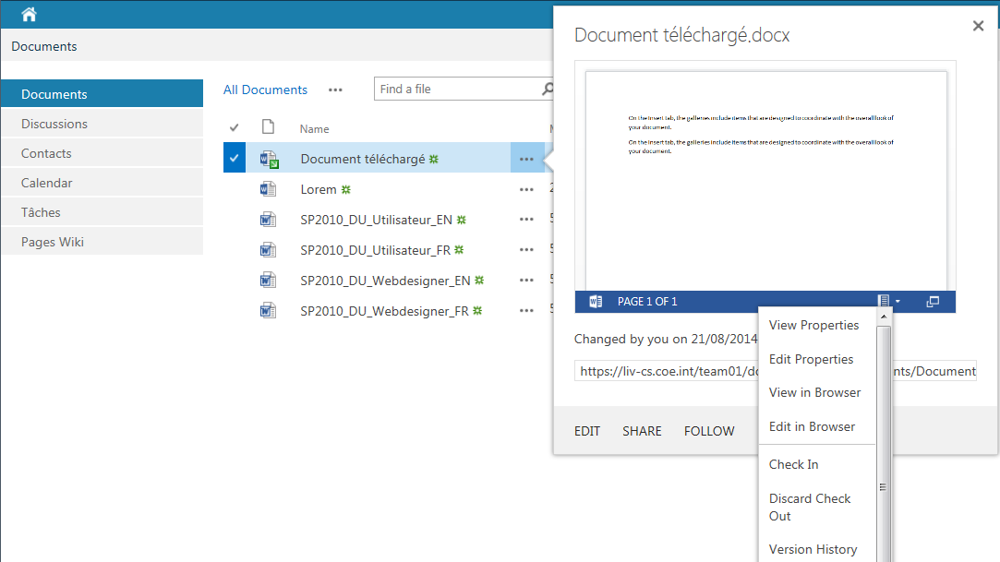 Documents
Documents
Discussions
Contacts
Calendar
Tâches
Pages Wiki
All Documents ...
Find a file
Name
Document téléchargé
Lorem
SP2010_DU_Utilisateur_EN
SP2010_DU_Utilisateur_FR
SP2010_DU_Webdesigner_EN
SP2010_DU_Webdesigner_FR
Document téléchargé.docx
On the Insert tab, the galleries include items that are designed to coordinate with the overall look of
your document.
On the Insert tab, the galleries include items that are designed to coordinate with the overall look of
your document.
PAGE 1 OF 1
Changed by you on 21/08/2014
https://liv-cs.coe.int/team01/do
nts/Document
EDIT SHARE FOLLOW
View Properties
Edit Properties
View in Browser
Edit in Browser
Check In
Discard Check
Out
Version History